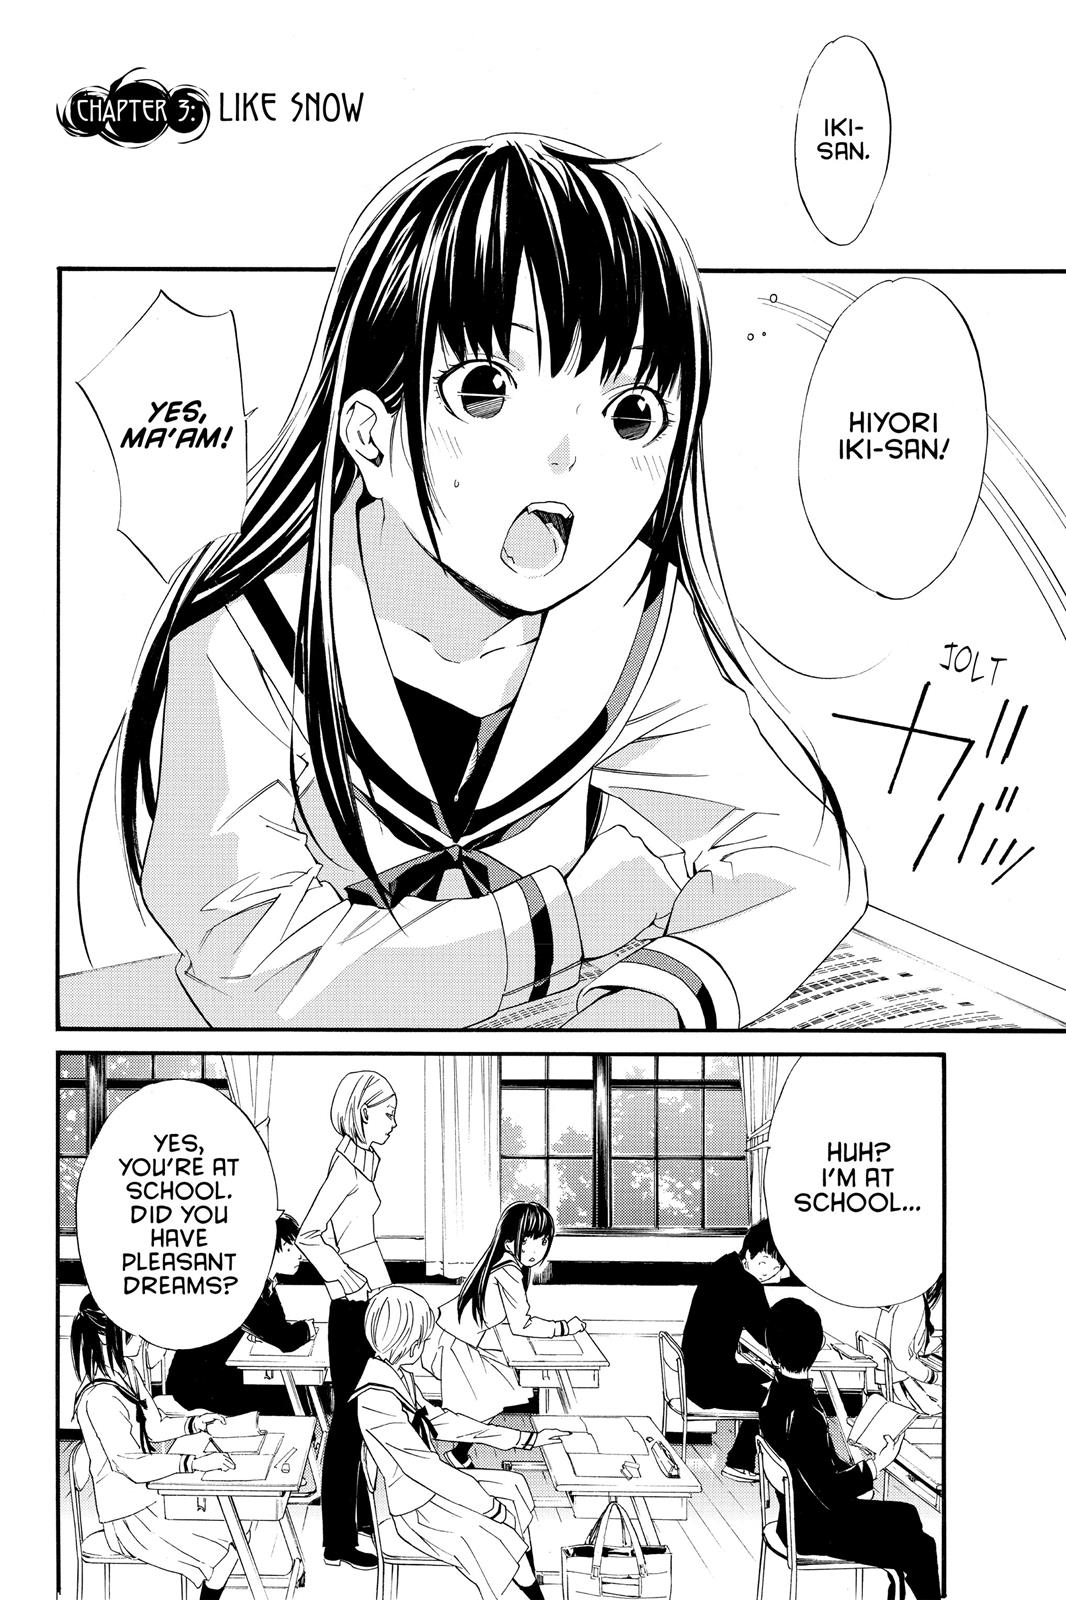 CHAPTER 3: LIKE SNOW
IKI-
SAN.
HIYORI
IKI-SAN!
YES,
MA'AM!
JOLT
ガバッ
HUH?
I'M AT
SCHOOL...
YES,
YOU'RE AT
SCHOOL.
DID YOU
HAVE
PLEASANT
DREAMS?